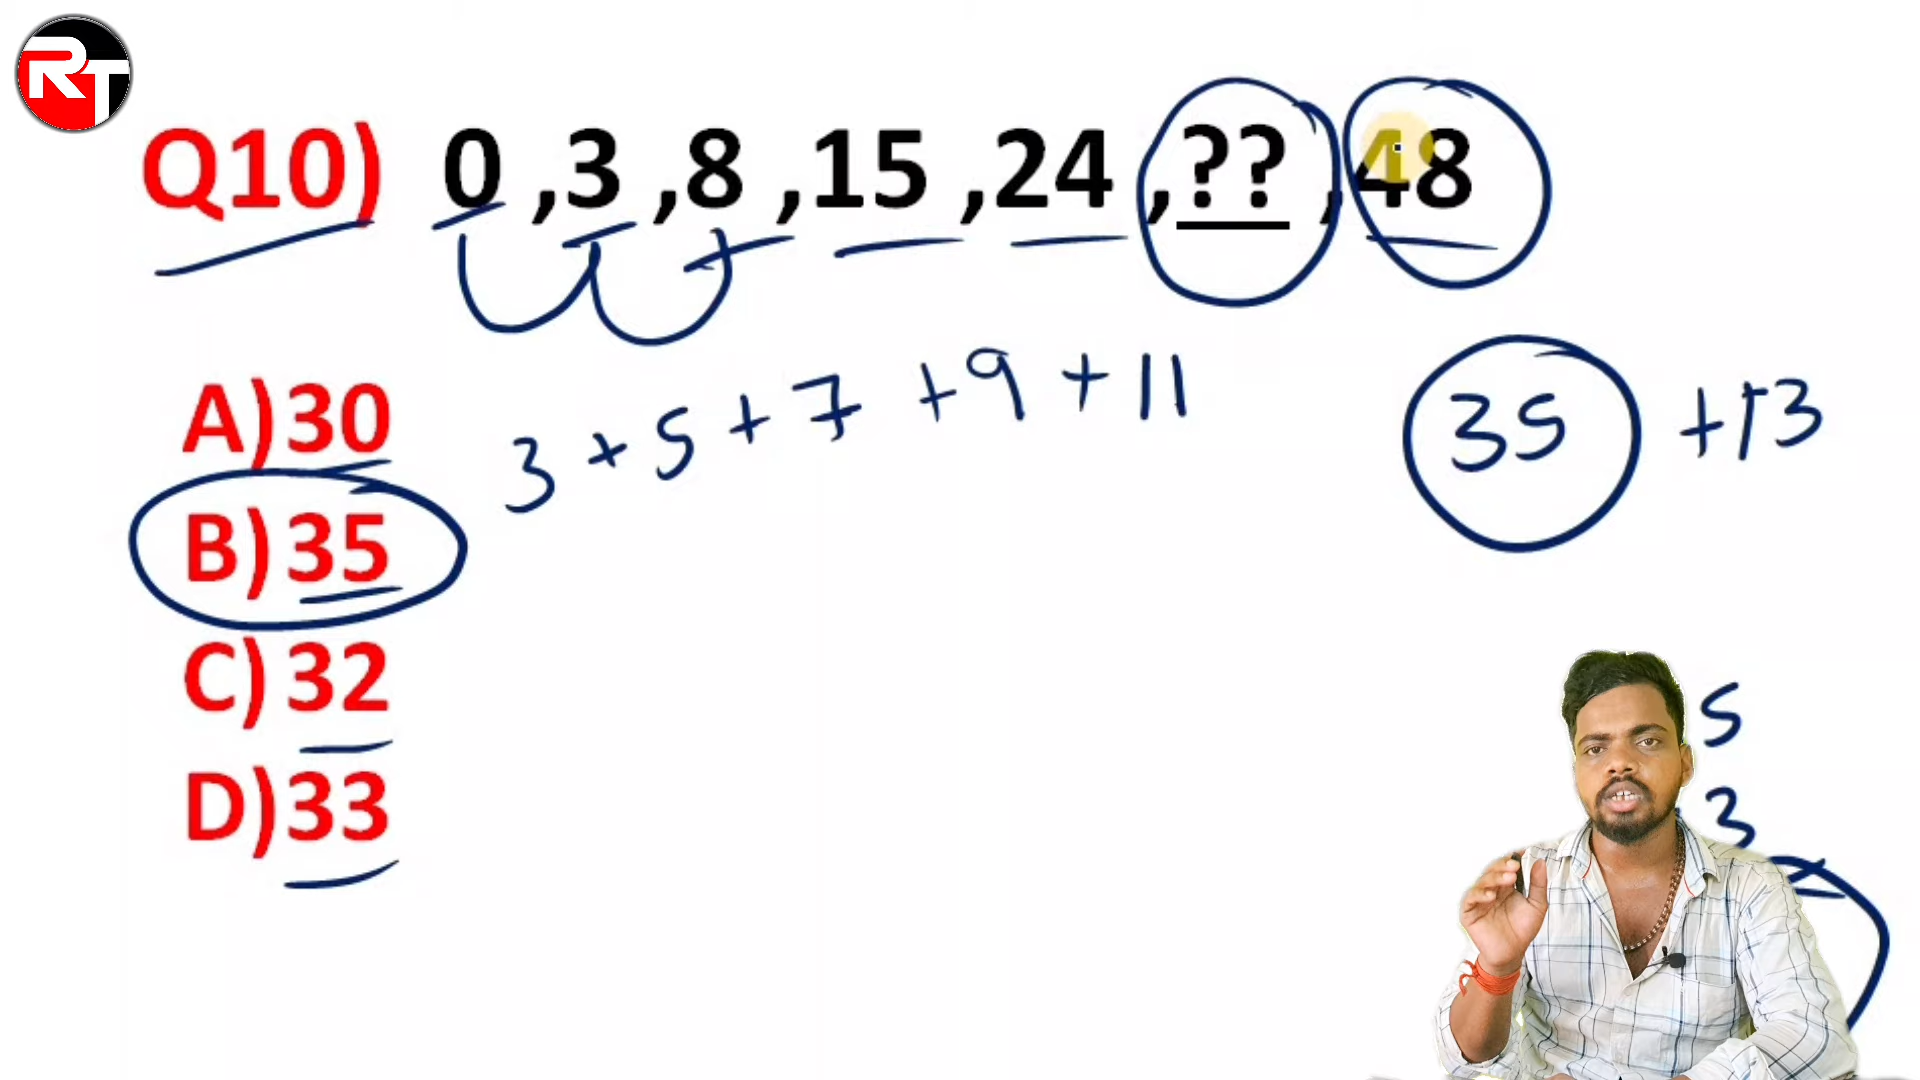 RT
Q10) 0 ,3 ,8 ,15 ,24 ,?? ,48
A) 30
3 + 5 + 7 + 9 + 11
35 + 13
B) 35
C) 32
5
D) 33
3